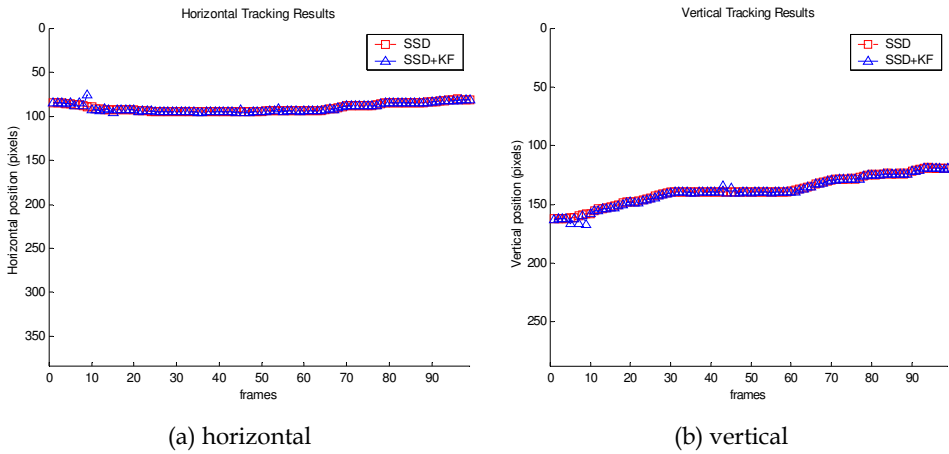 Horizontal Tracking Results
SSD
SSD+KF
Horizontal position (pixels)
0
50
100
150
200
250
300
350
0 10 20 30 40 50 60 70 80 90
frames
(a) horizontal
Vertical Tracking Results
SSD
SSD+KF
Vertical position (pixels)
0
50
100
150
200
250
0 10 20 30 40 50 60 70 80 90
frames
(b) vertical